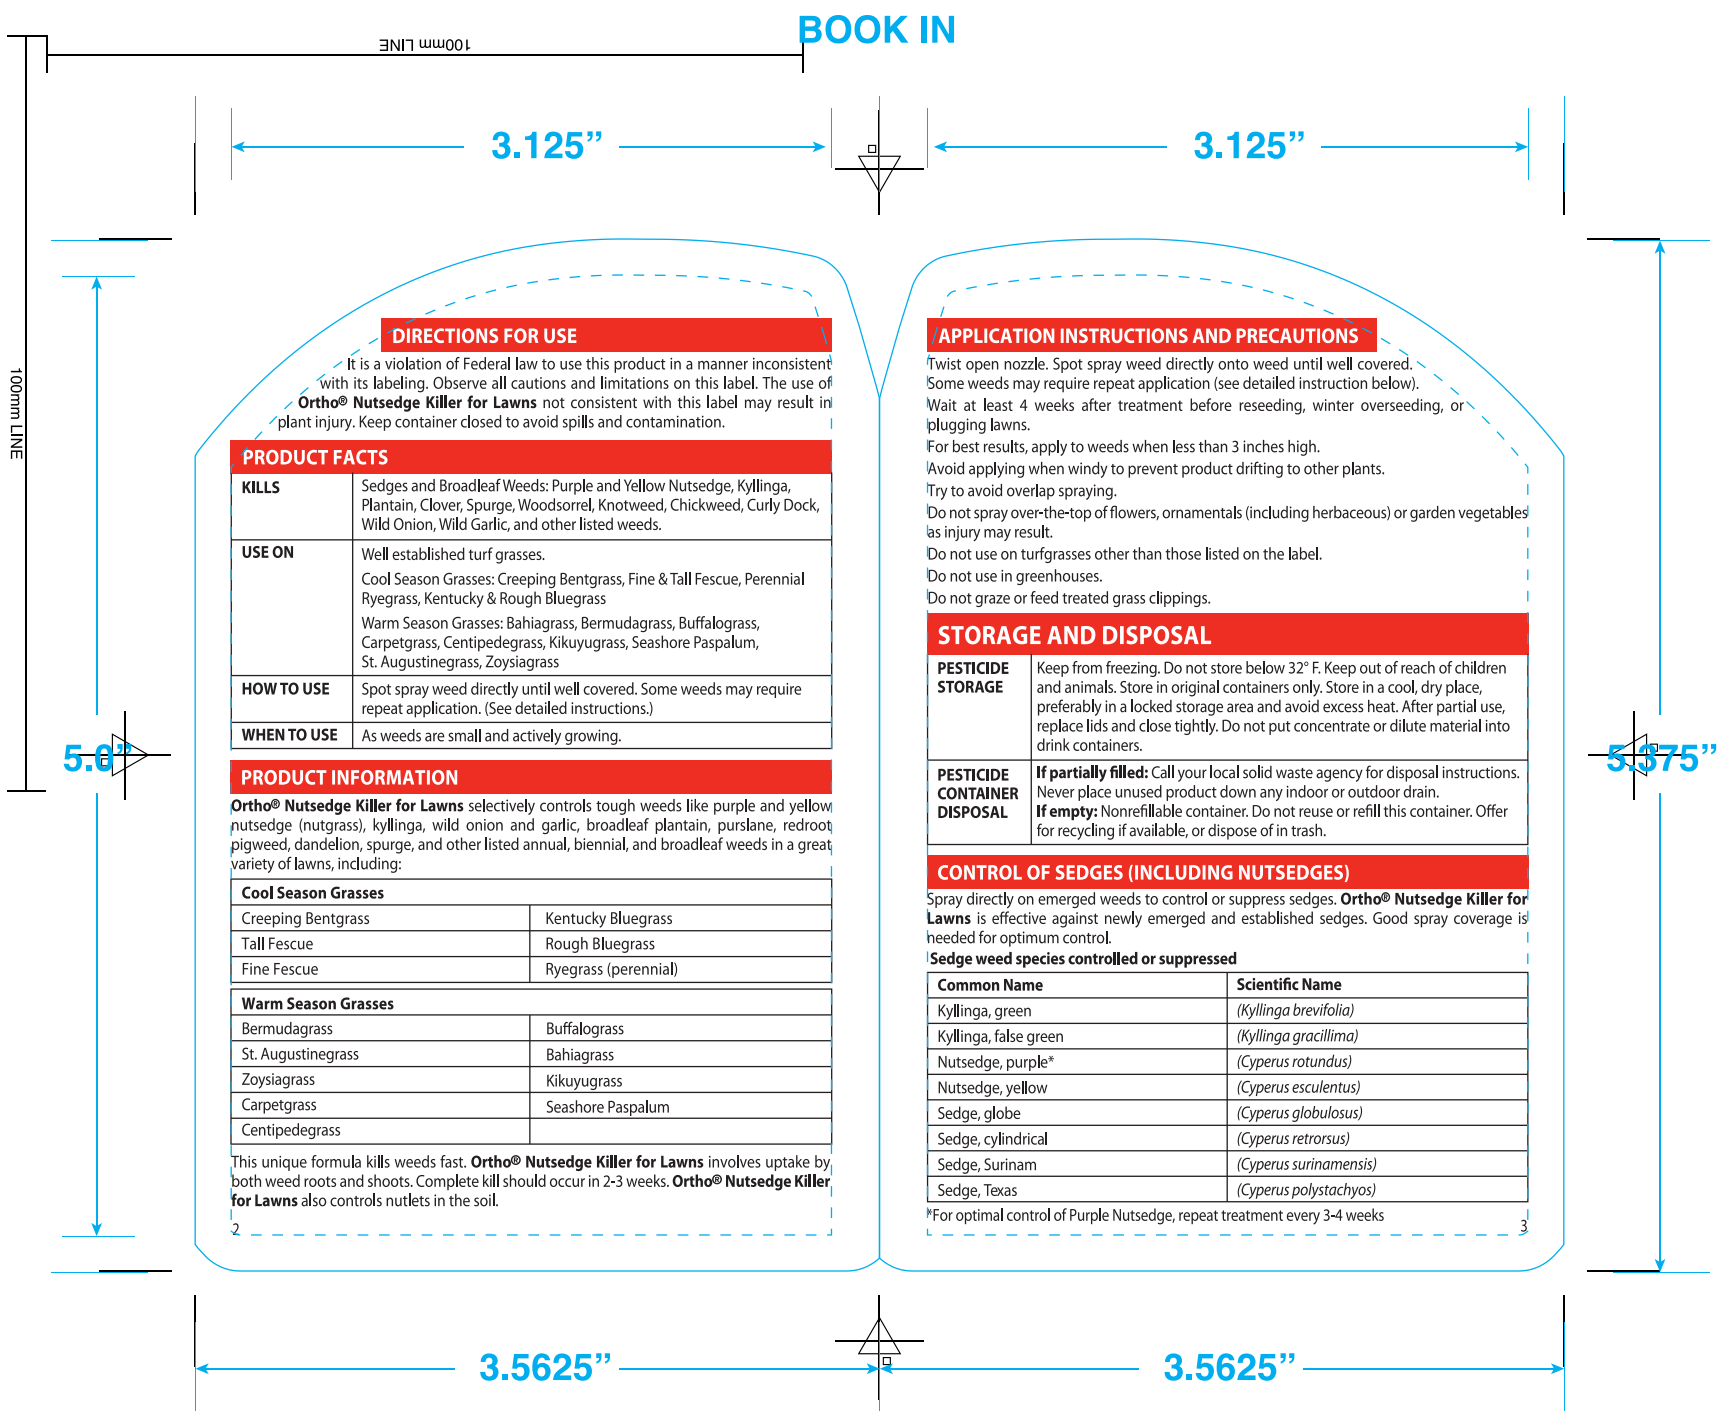 BOOK IN
100mm LINE
3.125”
3.125”
100mm LINE
5.0”
5.375”
DIRECTIONS FOR USE
It is a violation of Federal law to use this product in a manner inconsistent
with its labeling. Observe all cautions and limitations on this label. The use of
Ortho® Nutsedge Killer for Lawns not consistent with this label may result in
plant injury. Keep container closed to avoid spills and contamination.
PRODUCT FACTS
KILLS
Sedges and Broadleaf Weeds: Purple and Yellow Nutsedge, Kyllinga,
Plantain, Clover, Spurge, Woodsorrel, Knotweed, Chickweed, Curly Dock,
Wild Onion, Wild Garlic, and other listed weeds.
USE ON
Well established turf grasses.
Cool Season Grasses: Creeping Bentgrass, Fine & Tall Fescue, Perennial
Ryegrass, Kentucky & Rough Bluegrass
Warm Season Grasses: Bahiagrass, Bermudagrass, Buffalograss,
Carpetgrass, Centipedegrass, Kikuyugrass, Seashore Paspalum,
St. Augustinegrass, Zoysiagrass
HOW TO USE
Spot spray weed directly until well covered. Some weeds may require
repeat application. (See detailed instructions.)
WHEN TO USE
As weeds are small and actively growing.
PRODUCT INFORMATION
Ortho® Nutsedge Killer for Lawns selectively controls tough weeds like purple and yellow
nutsedge (nutgrass), kyllinga, wild onion and garlic, broadleaf plantain, purslane, redroot
pigweed, dandelion, spurge, and other listed annual, biennial, and broadleaf weeds in a great
variety of lawns, including:
Cool Season Grasses
Creeping Bentgrass Kentucky Bluegrass
Tall Fescue Rough Bluegrass
Fine Fescue Ryegrass (perennial)
Warm Season Grasses
Bermudagrass Buffalograss
St. Augustinegrass Bahiagrass
Zoysiagrass Kikuyugrass
Carpetgrass Seashore Paspalum
Centipedegrass
This unique formula kills weeds fast. Ortho® Nutsedge Killer for Lawns involves uptake by
both weed roots and shoots. Complete kill should occur in 2-3 weeks. Ortho® Nutsedge Killer
for Lawns also controls nutlets in the soil.
2
APPLICATION INSTRUCTIONS AND PRECAUTIONS
Twist open nozzle. Spot spray weed directly onto weed until well covered.
Some weeds may require repeat application (see detailed instruction below).
Wait at least 4 weeks after treatment before reseeding, winter overseeding, or
plugging lawns.
For best results, apply to weeds when less than 3 inches high.
Avoid applying when windy to prevent product drifting to other plants.
Try to avoid overlap spraying.
Do not spray over-the-top of flowers, ornamentals (including herbaceous) or garden vegetables
as injury may result.
Do not use on turfgrasses other than those listed on the label.
Do not use in greenhouses.
Do not graze or feed treated grass clippings.
STORAGE AND DISPOSAL
PESTICIDE
STORAGE
Keep from freezing. Do not store below 32° F. Keep out of reach of children
and animals. Store in original containers only. Store in a cool, dry place,
preferably in a locked storage area and avoid excess heat. After partial use,
replace lids and close tightly. Do not put concentrate or dilute material into
drink containers.
PESTICIDE
CONTAINER
DISPOSAL
If partially filled: Call your local solid waste agency for disposal instructions.
Never place unused product down any indoor or outdoor drain.
If empty: Nonrefillable container. Do not reuse or refill this container. Offer
for recycling if available, or dispose of in trash.
CONTROL OF SEDGES (INCLUDING NUTSEDGES)
Spray directly on emerged weeds to control or suppress sedges. Ortho® Nutsedge Killer for
Lawns is effective against newly emerged and established sedges. Good spray coverage is
needed for optimum control.
Sedge weed species controlled or suppressed
Common Name Scientific Name
Kyllinga, green (Kyllinga brevifolia)
Kyllinga, false green (Kyllinga gracillima)
Nutsedge, purple* (Cyperus rotundus)
Nutsedge, yellow (Cyperus esculentus)
Sedge, globe (Cyperus globulosus)
Sedge, cylindrical (Cyperus retrorsus)
Sedge, Surinam (Cyperus surinamensis)
Sedge, Texas (Cyperus polystachyos)
*For optimal control of Purple Nutsedge, repeat treatment every 3-4 weeks
3
3.5625”
3.5625”